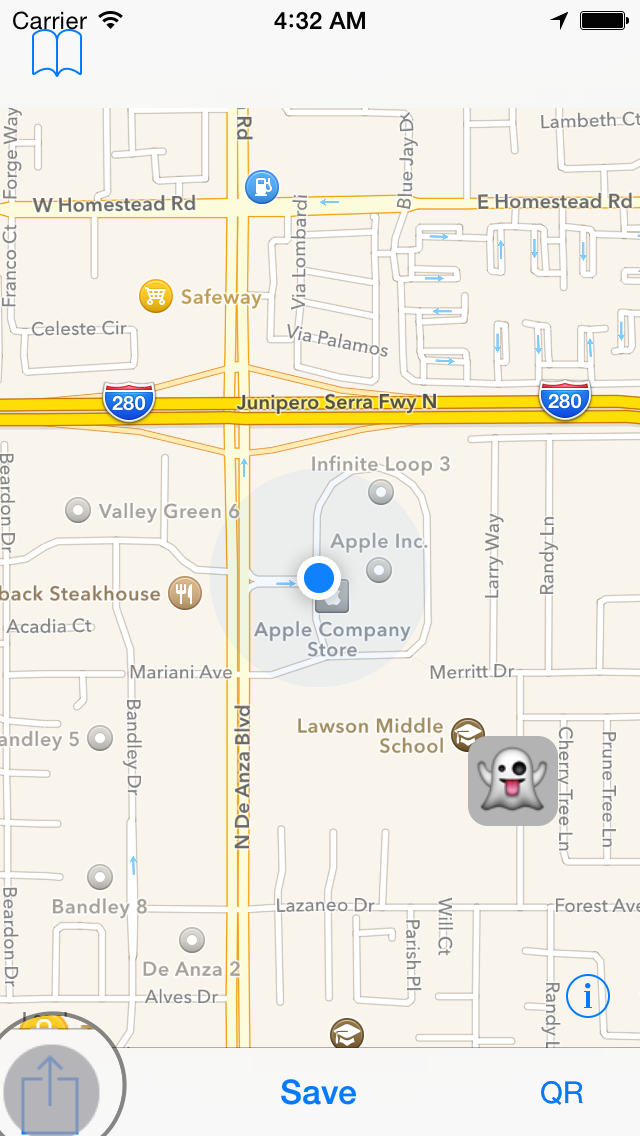 Carrier 4:32 AM
Lambeth Ct
Forge Way
Rd
Blue Jay Dr
W Homestead Rd
E Homestead Rd
Franco Ct
Via Lombardi
Safeway
Celeste Cir
Via Palamos
280
Junipero Serra Fwy N
280
Infinite Loop 3
Beardon Dr
Valley Green 6
Larry Way
Randy Ln
Apple Inc.
back Steakhouse
Acadia Ct
Apple Company
Store
Mariani Ave
Merritt Dr
Bandley Dr
N De Anza Blvd
Lawson Middle
School
andley 5
Cherry Tree Ln
Prune Tree Ln
Bandley 8
Beardon Dr
Lazaneo Dr
Will Ct
Forest Ave
Parish Pl
De Anza 2
Alves Dr
Randy L
i
Save
QR